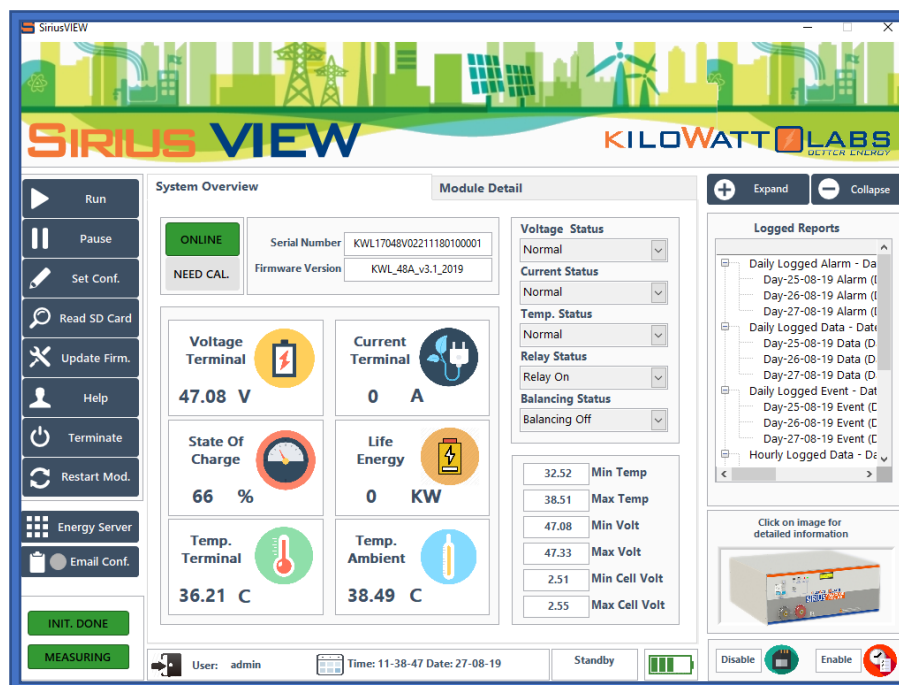 SiriusVIEW
SIRIUS VIEW
KILOWATT LABS
BETTER ENERGY
Run
Pause
Set Conf.
Read SD Card
Update Firm.
Help
Terminate
Restart Mod.
Energy Server
Email Conf.
INIT. DONE
MEASURING
System Overview
Module Detail
ONLINE
NEED CAL.
Serial Number KWL17048V02211180100001
Firmware Version KWL_48A_v3.1_2019
Voltage Terminal
47.08 V
Current Terminal
0 A
State Of Charge
66 %
Life Energy
0 KW
Temp. Terminal
36.21 C
Temp. Ambient
38.49 C
Voltage Status
Normal
Current Status
Normal
Temp. Status
Normal
Relay Status
Relay On
Balancing Status
Balancing Off
32.52 Min Temp
38.51 Max Temp
47.08 Min Volt
47.33 Max Volt
2.51 Min Cell Volt
2.55 Max Cell Volt
Expand
Collapse
Logged Reports
Daily Logged Alarm - Da
Day-25-08-19 Alarm (D
Day-26-08-19 Alarm (D
Day-27-08-19 Alarm (D
Daily Logged Data - Date
Day-25-08-19 Data (D
Day-26-08-19 Data (D
Day-27-08-19 Data (D
Daily Logged Event - Dat
Day-25-08-19 Event (D
Day-26-08-19 Event (D
Day-27-08-19 Event (D
Hourly Logged Data - Da
Click on image for
detailed information
User: admin
Time: 11-38-47 Date: 27-08-19
Standby
Disable
Enable